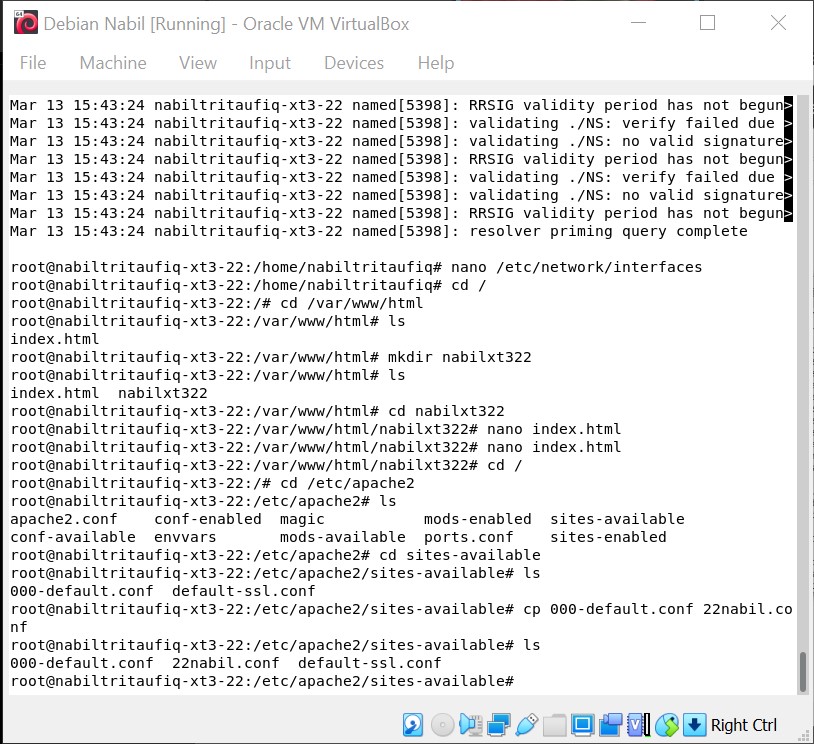 Debian Nabil [Running] - Oracle VM VirtualBox
File Machine View Input Devices Help
Mar 13 15:43:24 nabiltritaufiq-xt3-22 named[5398]: RRSIG validity period has not begun>
Mar 13 15:43:24 nabiltritaufiq-xt3-22 named[5398]: validating ./NS: verify failed due >
Mar 13 15:43:24 nabiltritaufiq-xt3-22 named[5398]: validating ./NS: no valid signature>
Mar 13 15:43:24 nabiltritaufiq-xt3-22 named[5398]: RRSIG validity period has not begun>
Mar 13 15:43:24 nabiltritaufiq-xt3-22 named[5398]: validating ./NS: verify failed due >
Mar 13 15:43:24 nabiltritaufiq-xt3-22 named[5398]: validating ./NS: no valid signature>
Mar 13 15:43:24 nabiltritaufiq-xt3-22 named[5398]: RRSIG validity period has not begun>
Mar 13 15:43:24 nabiltritaufiq-xt3-22 named[5398]: resolver priming query complete
root@nabiltritaufiq-xt3-22:/home/nabiltritaufiq# nano /etc/network/interfaces
root@nabiltritaufiq-xt3-22:/home/nabiltritaufiq# cd /
root@nabiltritaufiq-xt3-22:/# cd /var/www/html
root@nabiltritaufiq-xt3-22:/var/www/html# ls
index.html
root@nabiltritaufiq-xt3-22:/var/www/html# mkdir nabilxt322
root@nabiltritaufiq-xt3-22:/var/www/html# ls
index.html  nabilxt322
root@nabiltritaufiq-xt3-22:/var/www/html# cd nabilxt322
root@nabiltritaufiq-xt3-22:/var/www/html/nabilxt322# nano index.html
root@nabiltritaufiq-xt3-22:/var/www/html/nabilxt322# nano index.html
root@nabiltritaufiq-xt3-22:/var/www/html/nabilxt322# cd /
root@nabiltritaufiq-xt3-22:/# cd /etc/apache2
root@nabiltritaufiq-xt3-22:/etc/apache2# ls
apache2.conf    conf-enabled  magic           mods-enabled  sites-available
conf-available  envvars       mods-available  ports.conf    sites-enabled
root@nabiltritaufiq-xt3-22:/etc/apache2# cd sites-available
root@nabiltritaufiq-xt3-22:/etc/apache2/sites-available# ls
000-default.conf  default-ssl.conf
root@nabiltritaufiq-xt3-22:/etc/apache2/sites-available# cp 000-default.conf 22nabil.co
nf
root@nabiltritaufiq-xt3-22:/etc/apache2/sites-available# ls
000-default.conf  22nabil.conf  default-ssl.conf
root@nabiltritaufiq-xt3-22:/etc/apache2/sites-available#
Right Ctrl